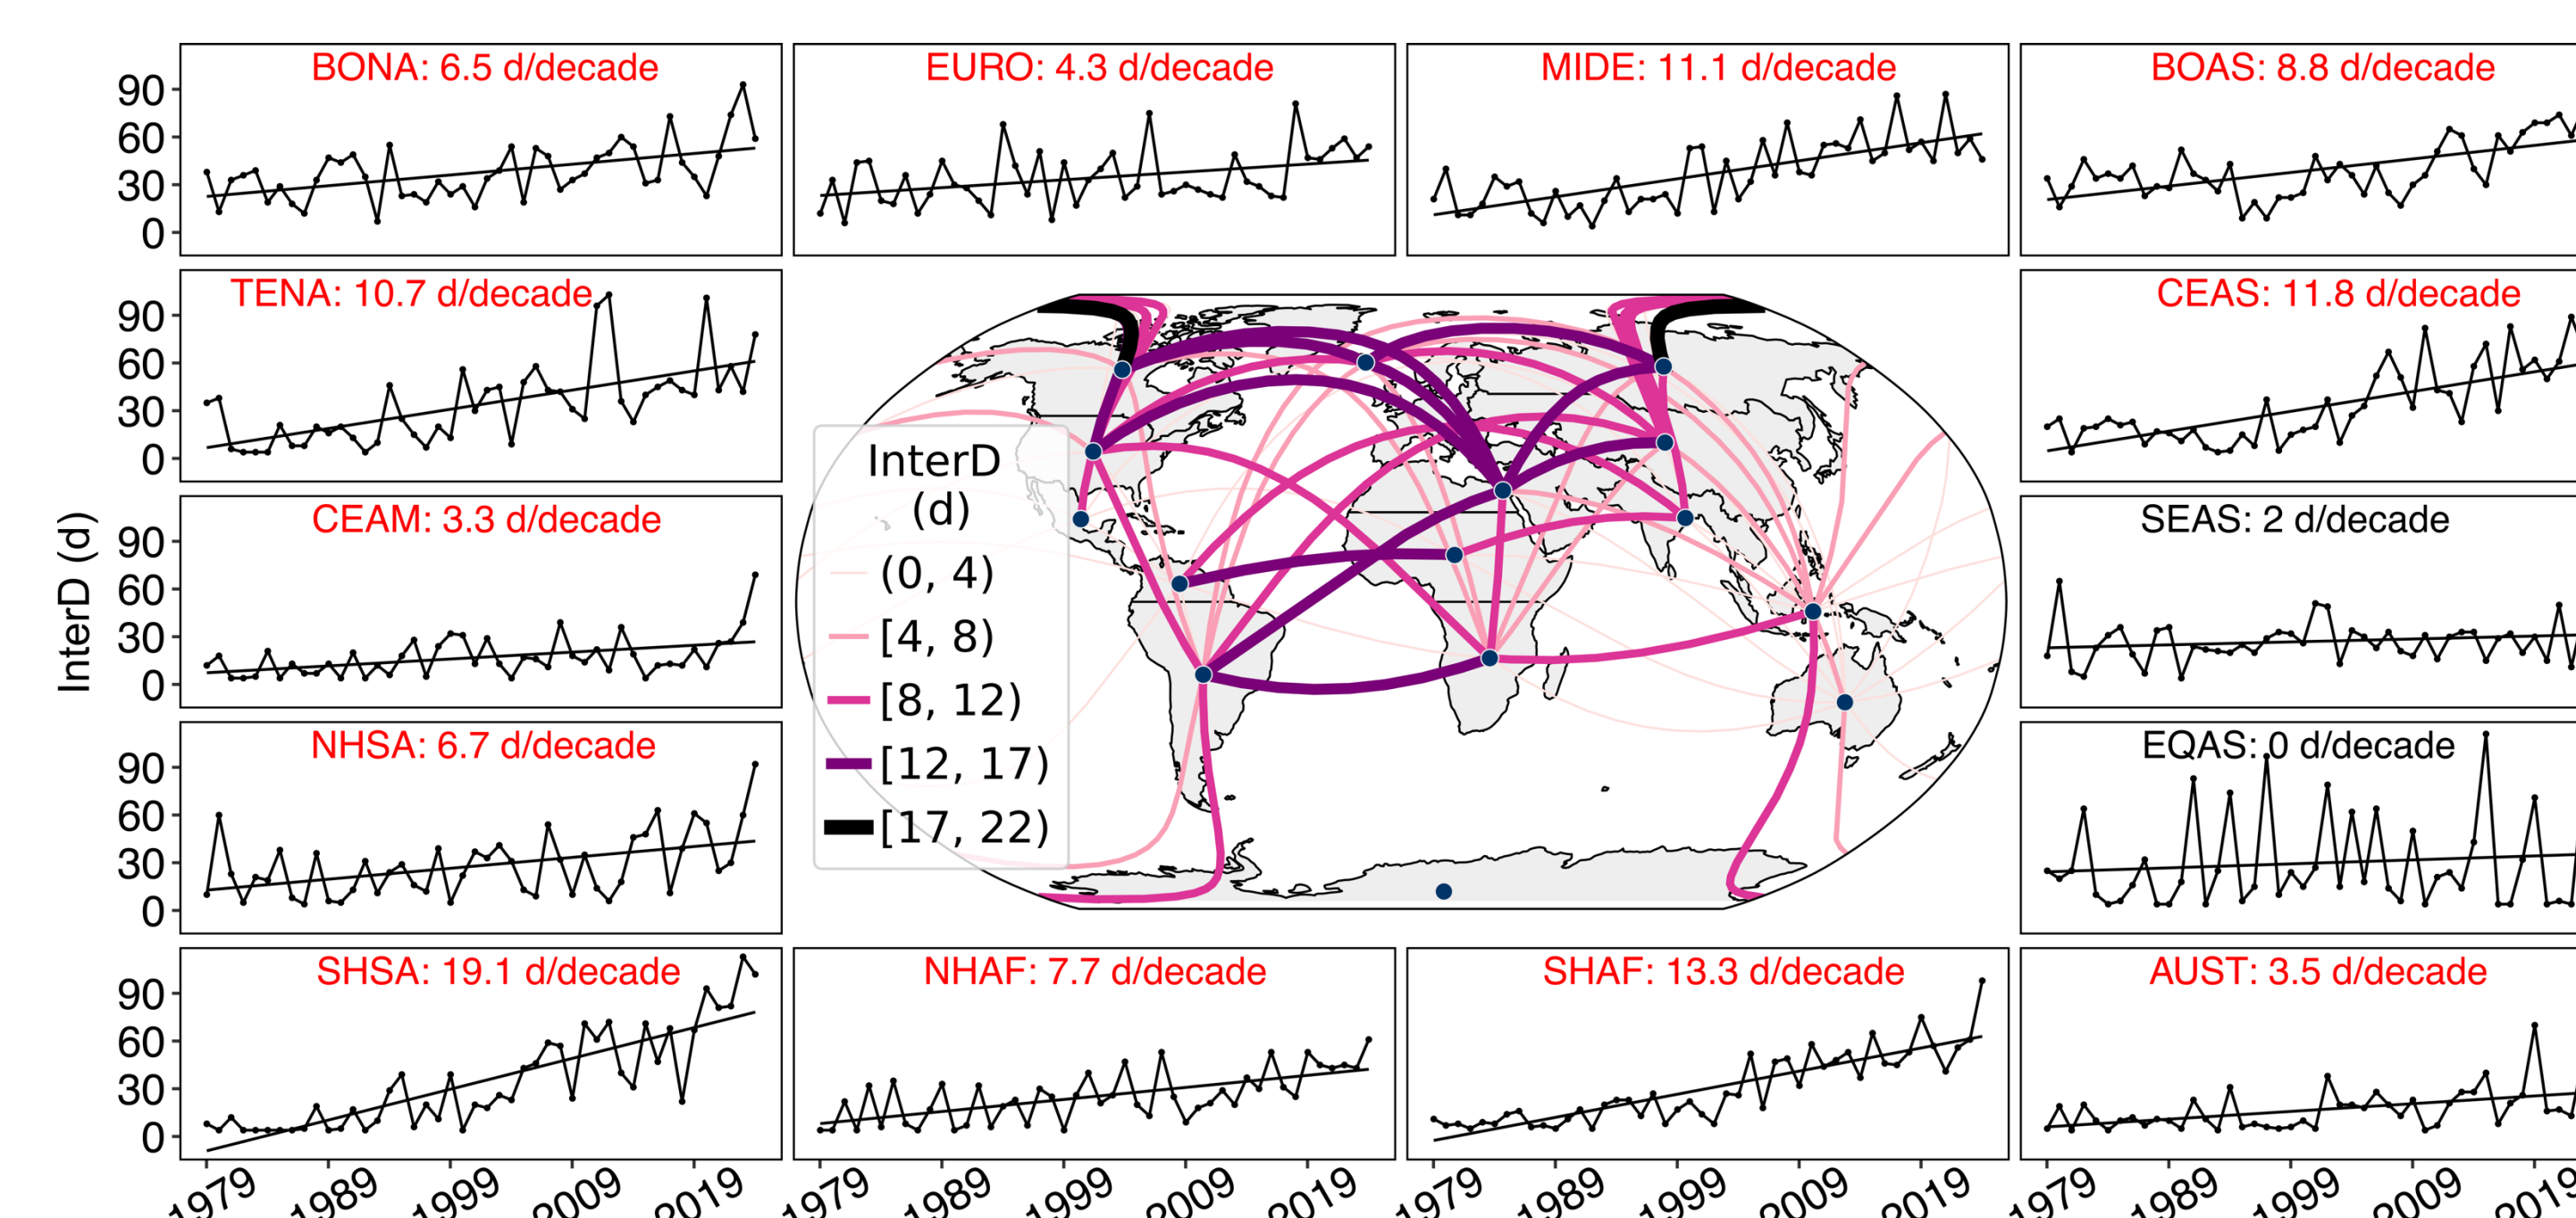 BONA: 6.5 d/decade
EURO: 4.3 d/decade
MIDE: 11.1 d/decade
BOAS: 8.8 d/decade
90
60
30
0
TENA: 10.7 d/decade
CEAS: 11.8 d/decade
90
60
30
0
InterD (d)
CEAM: 3.3 d/decade
SEAS: 2 d/decade
90
60
30
0
InterD
(d)
(0, 4)
[4, 8)
[8, 12)
[12, 17)
[17, 22)
NHSA: 6.7 d/decade
EQAS: 0 d/decade
90
60
30
0
SHSA: 19.1 d/decade
NHAF: 7.7 d/decade
SHAF: 13.3 d/decade
AUST: 3.5 d/decade
90
60
30
0
1979 1989 1999 2009 2019
1979 1989 1999 2009 2019
1979 1989 1999 2009 2019
1979 1989 1999 2009 2019